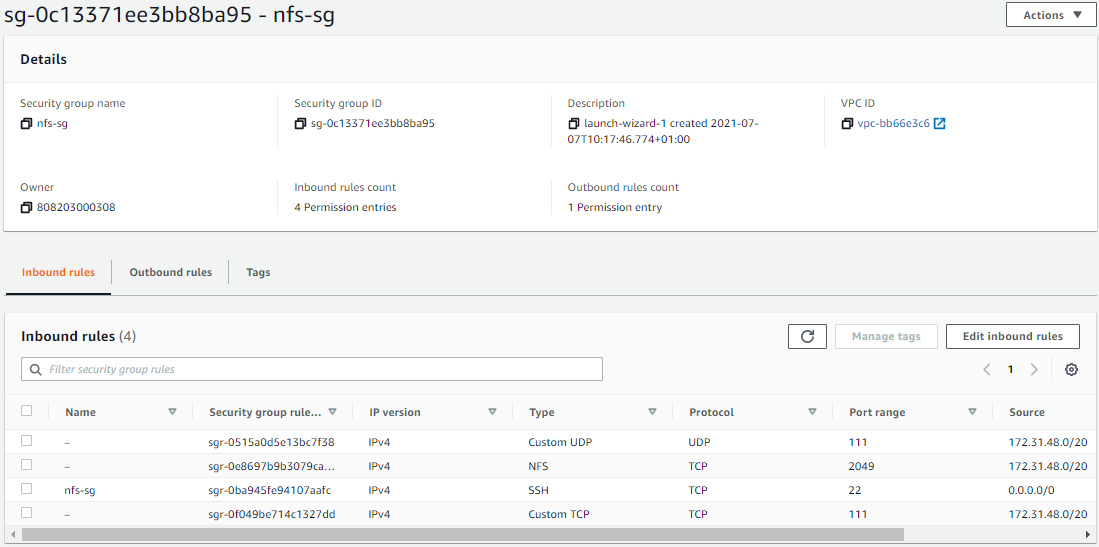 sg-0c13371ee3bb8ba95 - nfs-sg
Actions
Details
Security group name
nfs-sg
Security group ID
sg-0c13371ee3bb8ba95
Description
launch-wizard-1 created 2021-07-
07T10:17:46.774+01:00
VPC ID
vpc-bb66e3c6
Owner
808203000308
Inbound rules count
4 Permission entries
Outbound rules count
1 Permission entry
Inbound rules
Outbound rules
Tags
Inbound rules (4)
Manage tags
Edit inbound rules
Filter security group rules
1
Name Security group rule... IP version Type Protocol Port range Source
– sgr-0515a0d5e13bc7f38 IPv4 Custom UDP UDP 111 172.31.48.0/20
– sgr-0e8697b9b3079ca... IPv4 NFS TCP 2049 172.31.48.0/20
nfs-sg sgr-0ba945fe94107aafc IPv4 SSH TCP 22 0.0.0.0/0
– sgr-0f049be714c1327dd IPv4 Custom TCP TCP 111 172.31.48.0/20